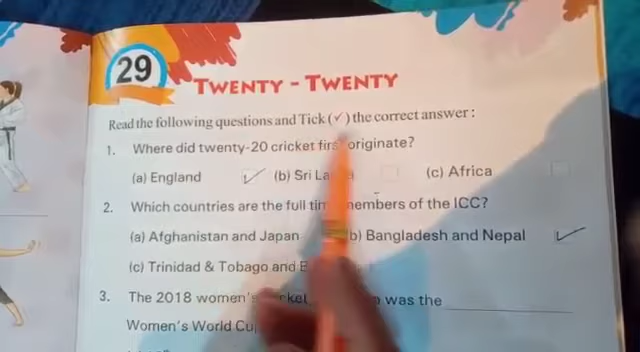 29
TWENTY - TWENTY
Read the following questions and Tick (✓) the correct answer :
1. Where did twenty-20 cricket first originate?
(a) England (b) Sri (c) Africa
2. Which countries are the full members of the ICC?
(a) Afghanistan and Japan (b) Bangladesh and Nepal
(c) Trinidad & Tobago and
3. The 2018 women's was the
Women's World